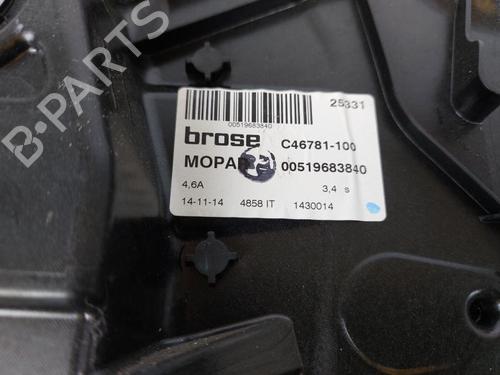 25331
00519683840
brose C46781-100
MOPAR 00519683840
4,6A 3,4 s
14-11-14 4858 IT 1430014
B-PARTS